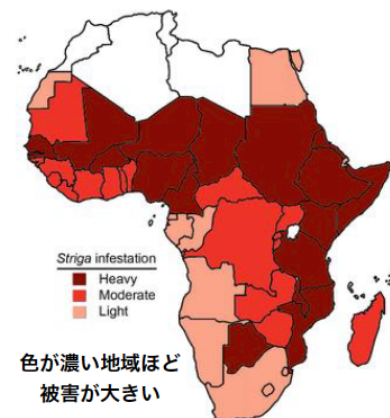 Striga infestation
Heavy
Moderate
Light
色が濃い地域ほど
被害が大きい